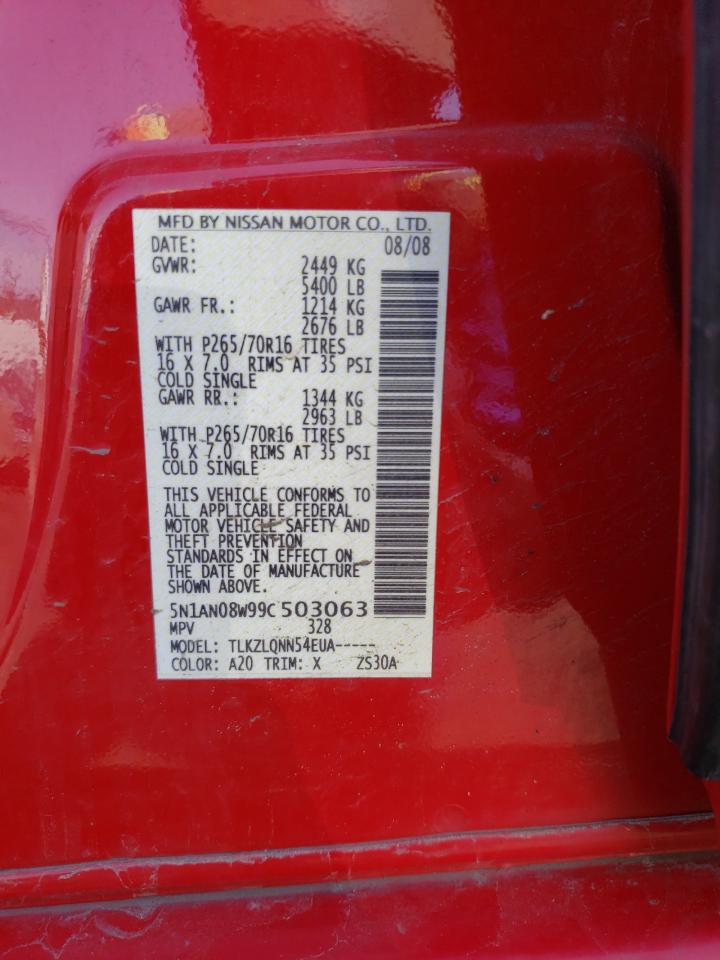 MFD BY NISSAN MOTOR CO., LTD.
DATE: 08/08
GVWR: 2449 KG
5400 LB
GAWR FR.: 1214 KG
2676 LB
WITH P265/70R16 TIRES
16 X 7.0 RIMS AT 35 PSI
COLD SINGLE
GAWR RR.: 1344 KG
2963 LB
WITH P265/70R16 TIRES
16 X 7.0 RIMS AT 35 PSI
COLD SINGLE
THIS VEHICLE CONFORMS TO
ALL APPLICABLE FEDERAL
MOTOR VEHICLE SAFETY AND
THEFT PREVENTION
STANDARDS IN EFFECT ON
THE DATE OF MANUFACTURE
SHOWN ABOVE.
5N1AN08W99C503063
MPV 328
MODEL: TLKZLQNN54EUA-----
COLOR: A20 TRIM: X ZS30A